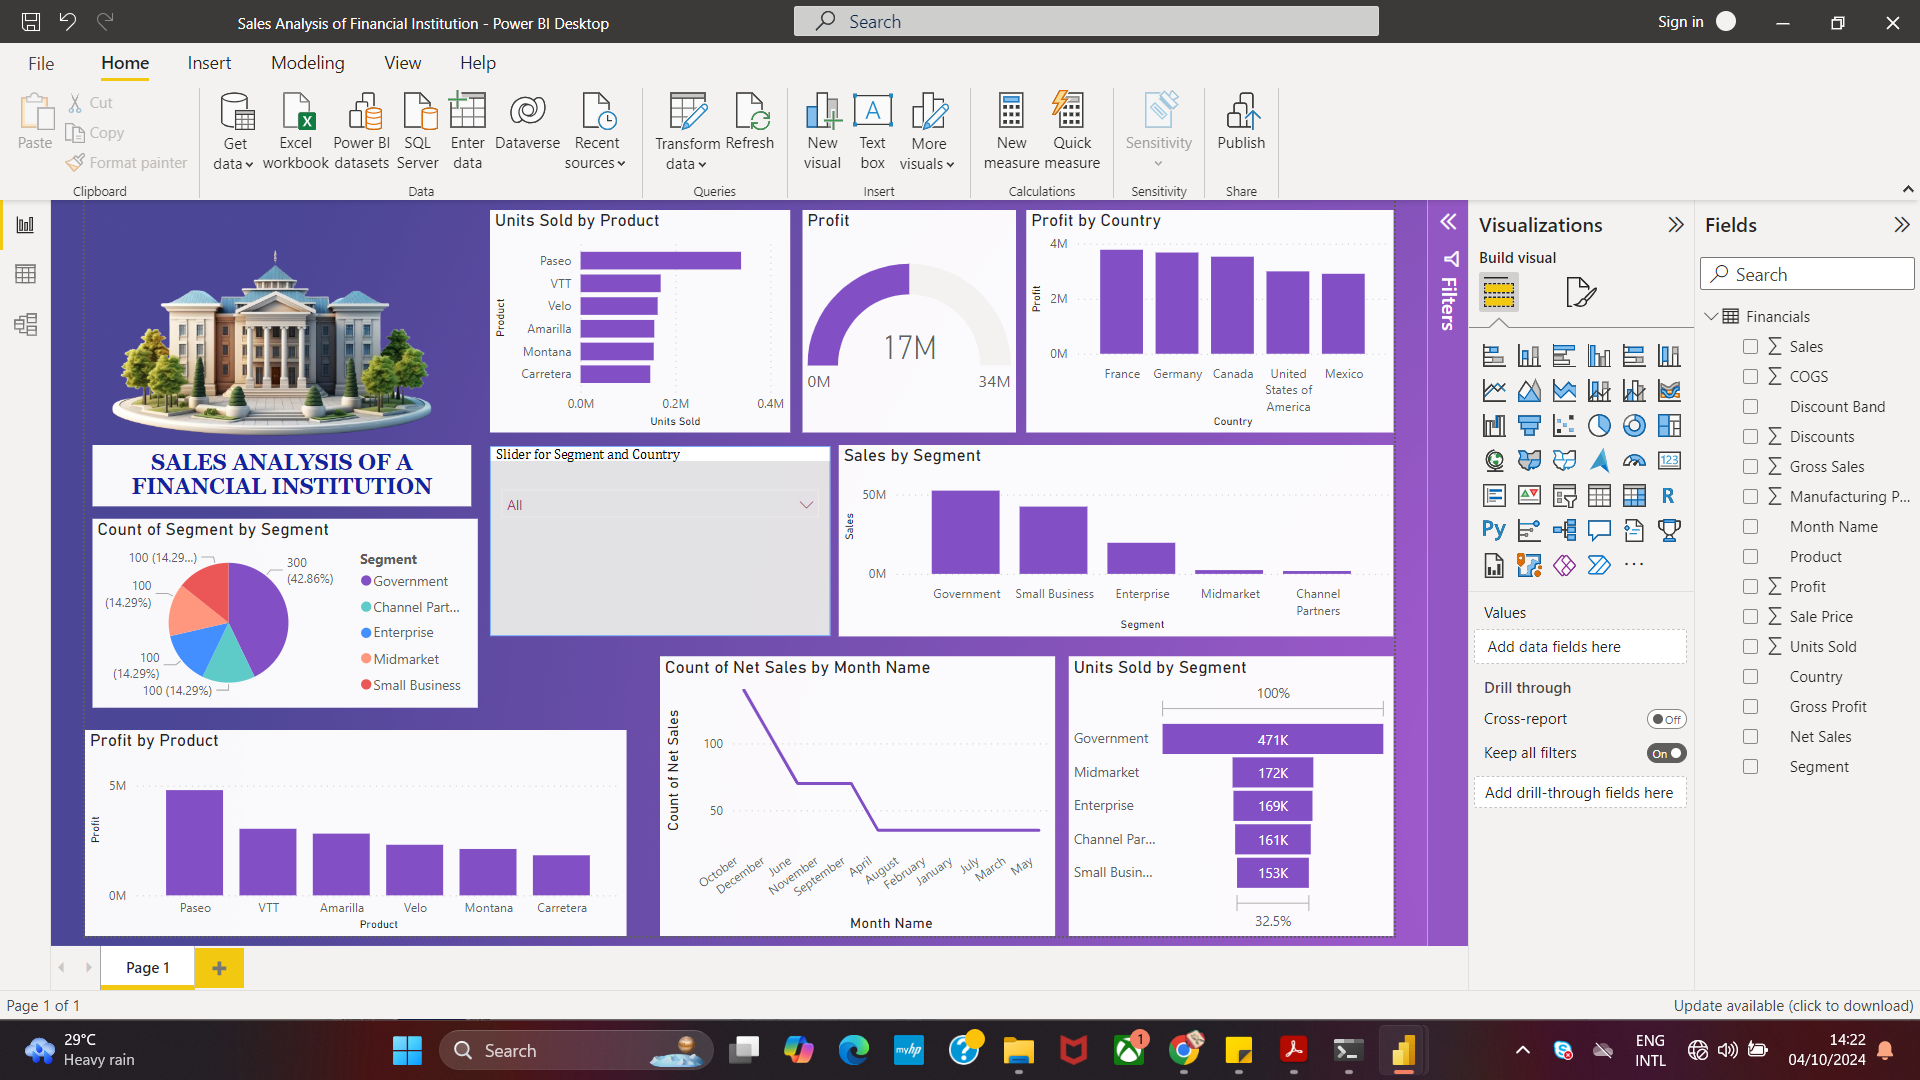 Sales Analysis of Financial Institution - Power BI Desktop
Search
Sign in
File Home Insert Modeling View Help
Paste
Cut
Copy
Format painter
Clipboard
Get data
Excel workbook
Power BI datasets
SQL Server
Enter data
Dataverse
Recent sources
Data
Transform data
Refresh
Queries
New visual
Text box
More visuals
Insert
New measure
Quick measure
Calculations
Sensitivity
Sensitivity
Publish
Share
SALES ANALYSIS OF A
FINANCIAL INSTITUTION
Units Sold by Product
Product
Paseo
VTT
Velo
Amarilla
Montana
Carretera
0.0M 0.2M 0.4M
Units Sold
Profit
17M
0M 34M
Profit by Country
Profit
4M
2M
0M
France Germany Canada United States of America Mexico
Country
Slider for Segment and Country
All
Sales by Segment
Sales
50M
0M
Government Small Business Enterprise Midmarket Channel Partners
Segment
Count of Segment by Segment
100 (14.29...)
300
(42.86%)
100
(14.29%)
100
(14.29%)
100 (14.29%)
Segment
Government
Channel Part...
Enterprise
Midmarket
Small Business
Profit by Product
Profit
5M
0M
Paseo VTT Amarilla Velo Montana Carretera
Product
Count of Net Sales by Month Name
Count of Net Sales
100
50
October December June November September April August February January July March May
Month Name
Units Sold by Segment
100%
Government 471K
Midmarket 172K
Enterprise 169K
Channel Par... 161K
Small Busin... 153K
32.5%
Filters
Visualizations
Build visual
123
R
Py
Values
Add data fields here
Drill through
Cross-report Off
Keep all filters On
Add drill-through fields here
Fields
Search
Financials
Sales
COGS
Discount Band
Discounts
Gross Sales
Manufacturing P...
Month Name
Product
Profit
Sale Price
Units Sold
Country
Gross Profit
Net Sales
Segment
Page 1
Page 1 of 1
Update available (click to download)
29°C
Heavy rain
Search
myhp
1
ENG
INTL
14:22
04/10/2024